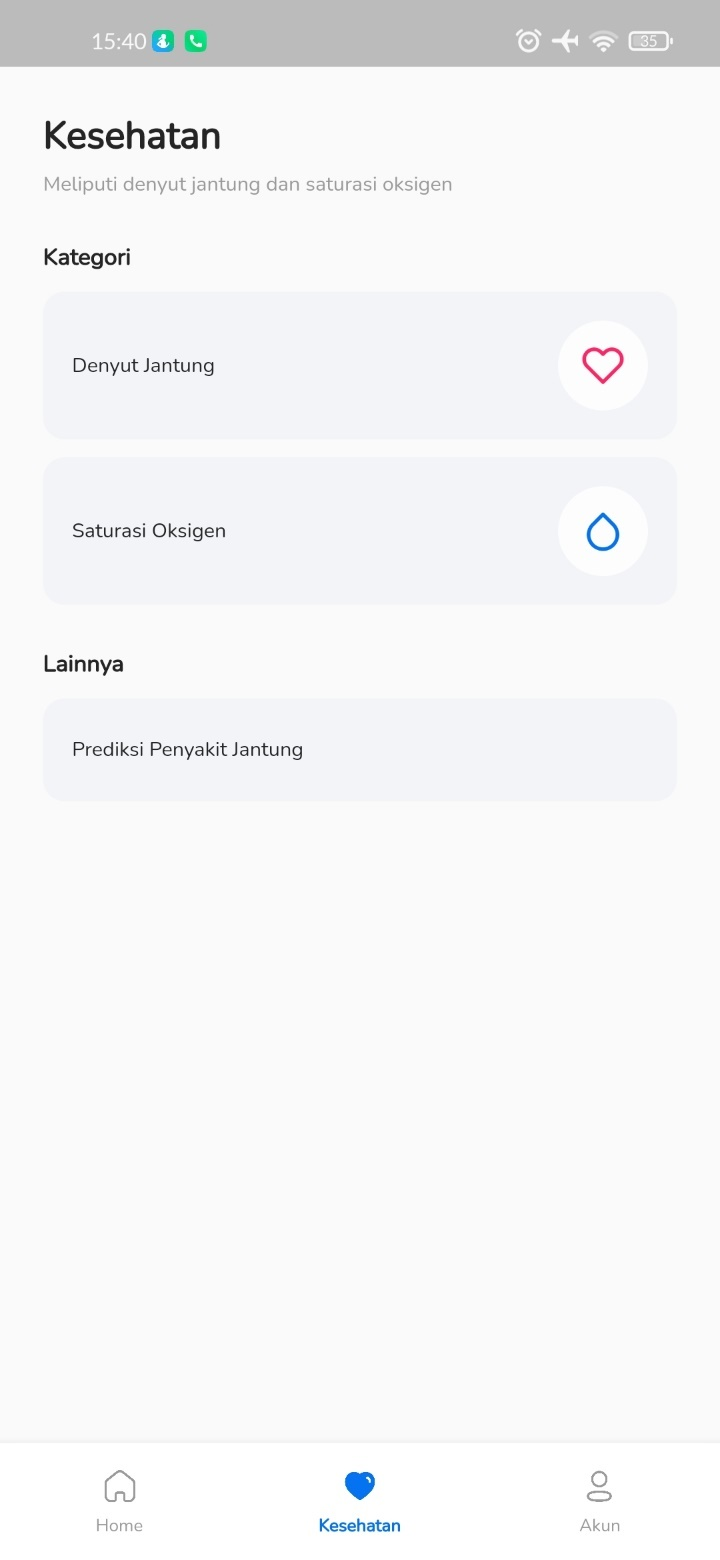 15:40
35
Kesehatan
Meliputi denyut jantung dan saturasi oksigen
Kategori
Denyut Jantung
Saturasi Oksigen
Lainnya
Prediksi Penyakit Jantung
Home
Kesehatan
Akun